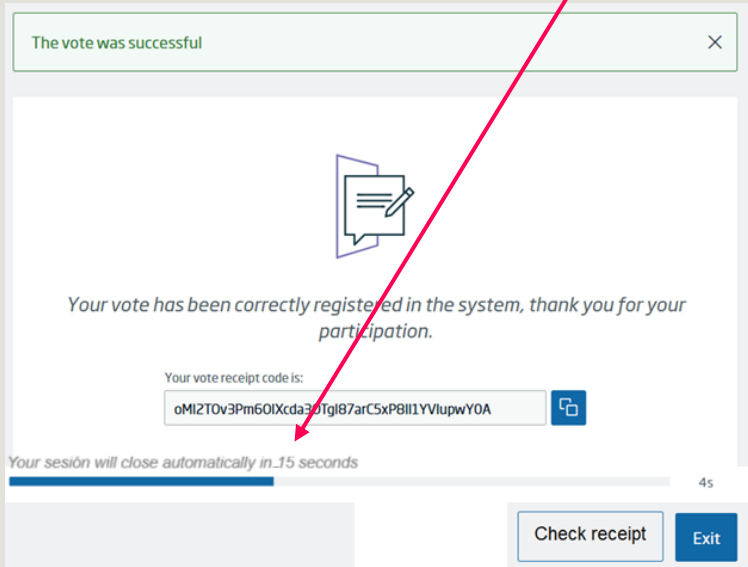 The vote was successful
Your vote has been correctly registered in the system, thank you for your
participation.
Your vote receipt code is:
Your sesión will close automatically in 15 seconds
4s
Check receipt
Exit